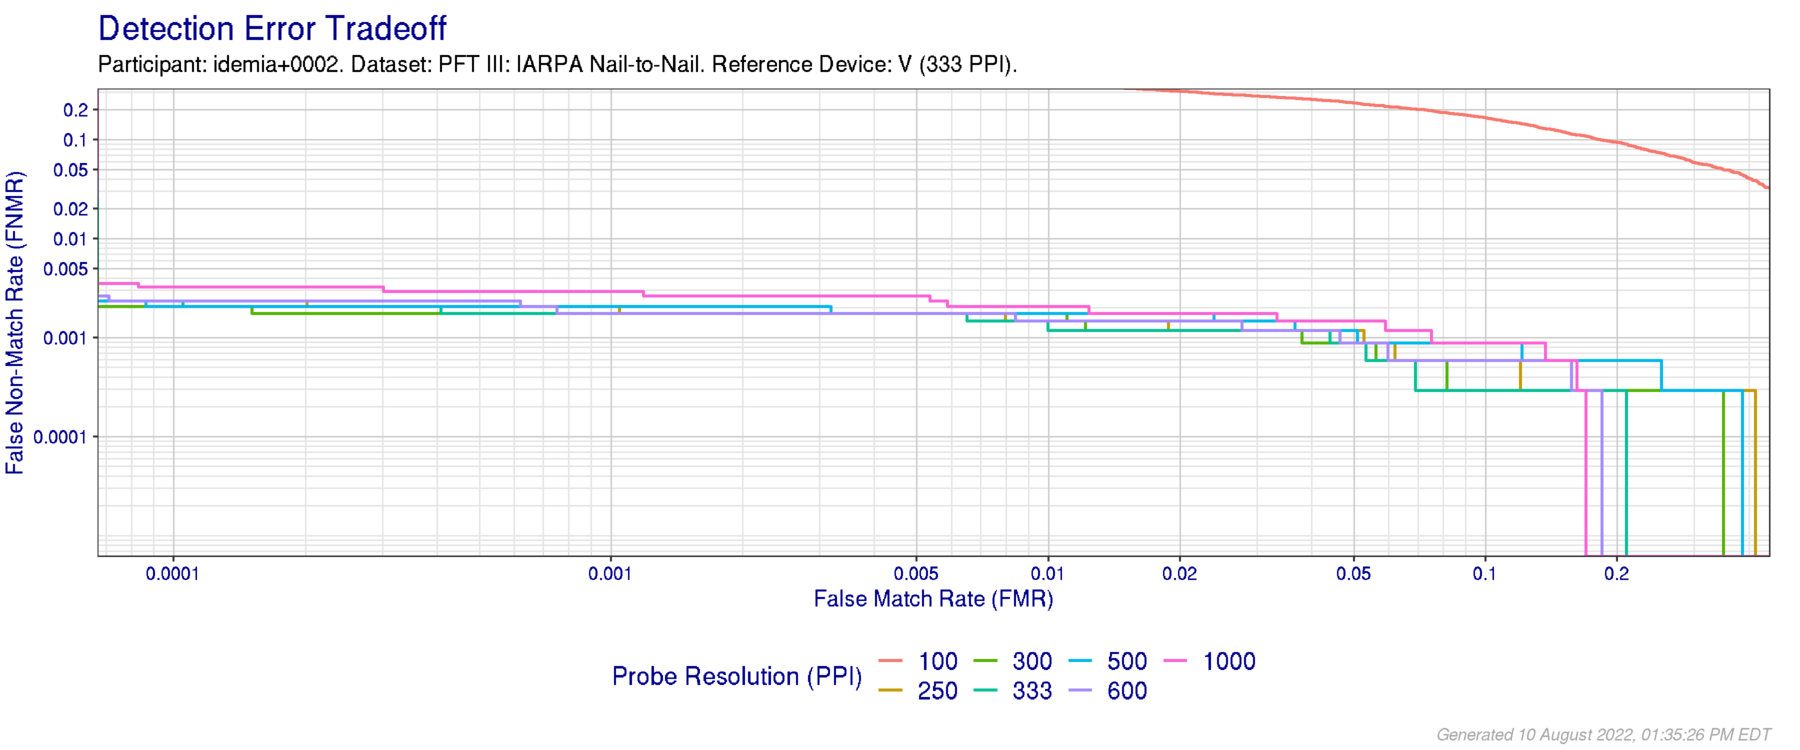 Detection Error Tradeoff
Participant: idemia+0002. Dataset: PFT III: IARPA Nail-to-Nail. Reference Device: V (333 PPI).
False Non-Match Rate (FNMR)
0.2
0.1
0.05
0.02
0.01
0.005
0.001
0.0001
0.0001 0.001 0.005 0.01 0.02 0.05 0.1 0.2
False Match Rate (FMR)
Probe Resolution (PPI)
100 300 500 1000
250 333 600
Generated 10 August 2022, 01:35:26 PM EDT